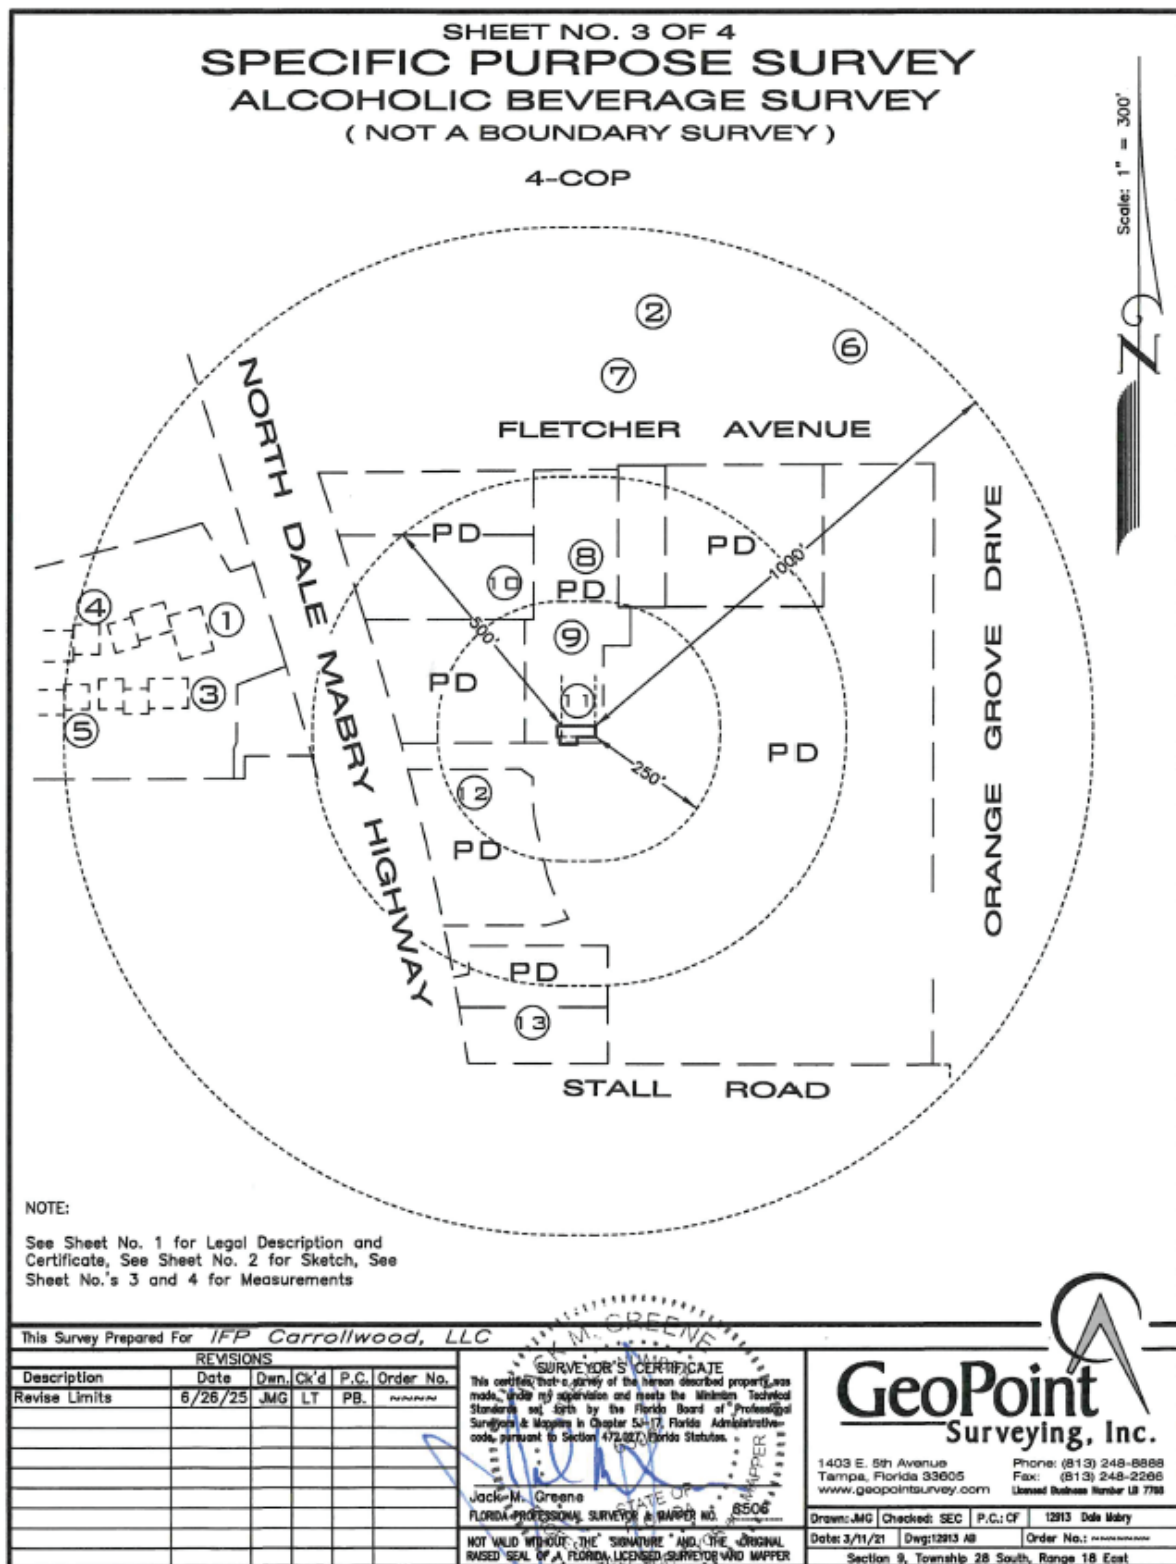 SHEET NO. 3 OF 4
SPECIFIC PURPOSE SURVEY
ALCOHOLIC BEVERAGE SURVEY
( NOT A BOUNDARY SURVEY )
4-COP
Scale: 1" = 300'
N
2
6
7
FLETCHER AVENUE
NORTH DALE MABRY HIGHWAY
ORANGE GROVE DRIVE
PD
8
PD
1000'
10
PD
4
1
500'
9
PD
3
11
5
PD
250'
12
PD
PD
13
STALL ROAD
NOTE:
See Sheet No. 1 for Legal Description and
Certificate, See Sheet No. 2 for Sketch, See
Sheet No.'s 3 and 4 for Measurements
This Survey Prepared For IFP Carrollwood, LLC
REVISIONS
Description Date Dwn. Ck'd P.C. Order No.
Revise Limits 6/26/25 JMG LT PB. ~~~~~
SURVEYOR'S CERTIFICATE
This certifies that a survey of the hereon described property was
made under my supervision and meets the Minimum Technical
Standards set forth by the Florida Board of Professional
Surveyors & Mappers in Chapter 5J-17, Florida Administrative
code, pursuant to Section 472.027, Florida Statutes.
Jack M. Greene
FLORIDA PROFESSIONAL SURVEYOR & MAPPER NO. 6506
NOT VALID WITHOUT THE SIGNATURE AND THE ORIGINAL
RAISED SEAL OF A FLORIDA LICENSED SURVEYOR AND MAPPER
JACK M. GREENE
STATE OF
MAPPER
GeoPoint
Surveying, Inc.
1403 E. 5th Avenue Phone: (813) 248-8888
Tampa, Florida 33605 Fax: (813) 248-2266
www.geopointsurvey.com Licensed Business Number LB 7768
Drawn: JMG Checked: SEC P.C.: CF 12913 Dale Mabry
Date: 3/11/21 Dwg: 12913 AB Order No.: ~~~~~~~~
Section 9, Township 28 South, Range 18 East